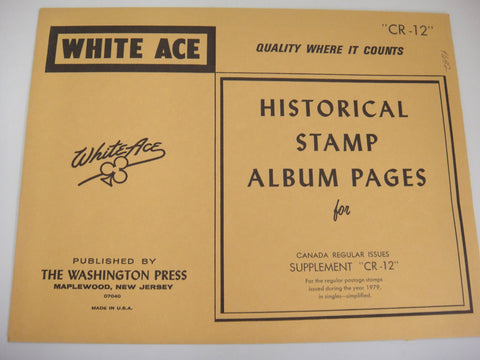 "CR-12"
WHITE ACE
QUALITY WHERE IT COUNTS
White-Ace
HISTORICAL
STAMP
ALBUM PAGES
for
CANADA REGULAR ISSUES
SUPPLEMENT "CR-12"
For the regular postage stamps
issued during the year 1979,
in singles—simplified.
PUBLISHED BY
THE WASHINGTON PRESS
MAPLEWOOD, NEW JERSEY
07040
MADE IN U.S.A.